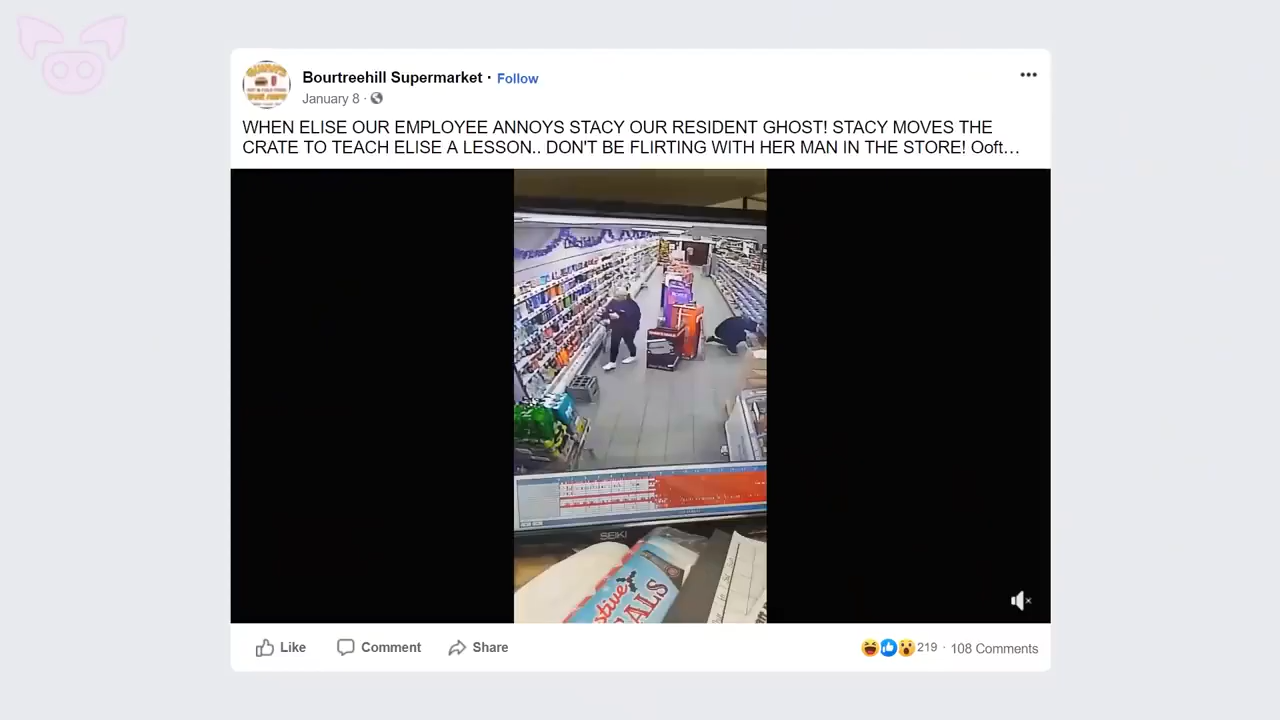 Bourtreehill Supermarket · Follow
January 8 ·
WHEN ELISE OUR EMPLOYEE ANNOYS STACY OUR RESIDENT GHOST! STACY MOVES THE
CRATE TO TEACH ELISE A LESSON.. DON'T BE FLIRTING WITH HER MAN IN THE STORE! Ooft...
SEIKI
Like
Comment
Share
219 · 108 Comments